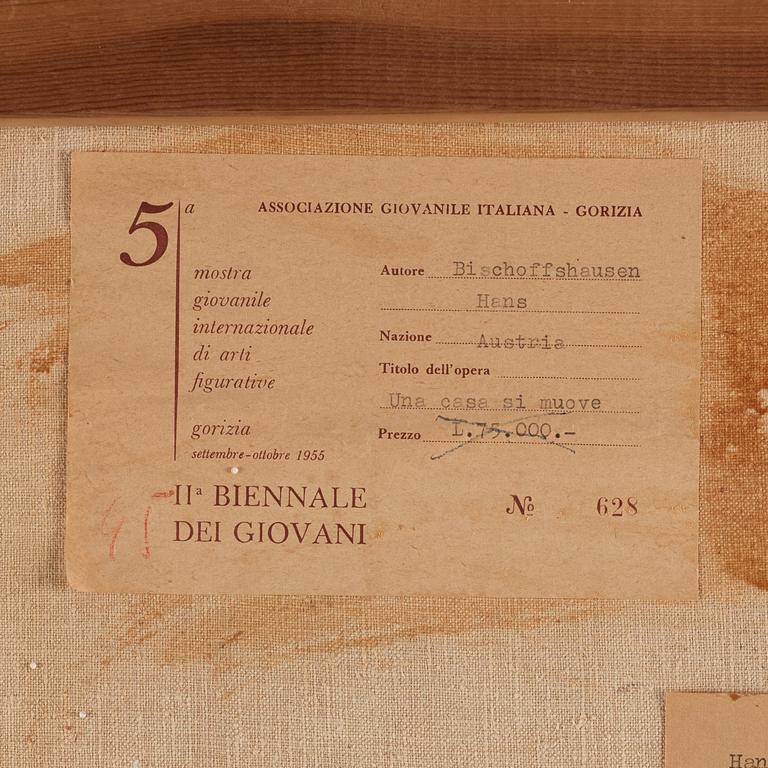 5a
ASSOCIAZIONE GIOVANILE ITALIANA - GORIZIA
mostra
giovanile
internazionale
di arti
figurative
gorizia
settembre-ottobre 1955
Autore Bischoffshausen
Hans
Nazione Austria
Titolo dell'opera
Una casa si muove
Prezzo L.75.000.-
IIa BIENNALE
DEI GIOVANI
No 628
Han